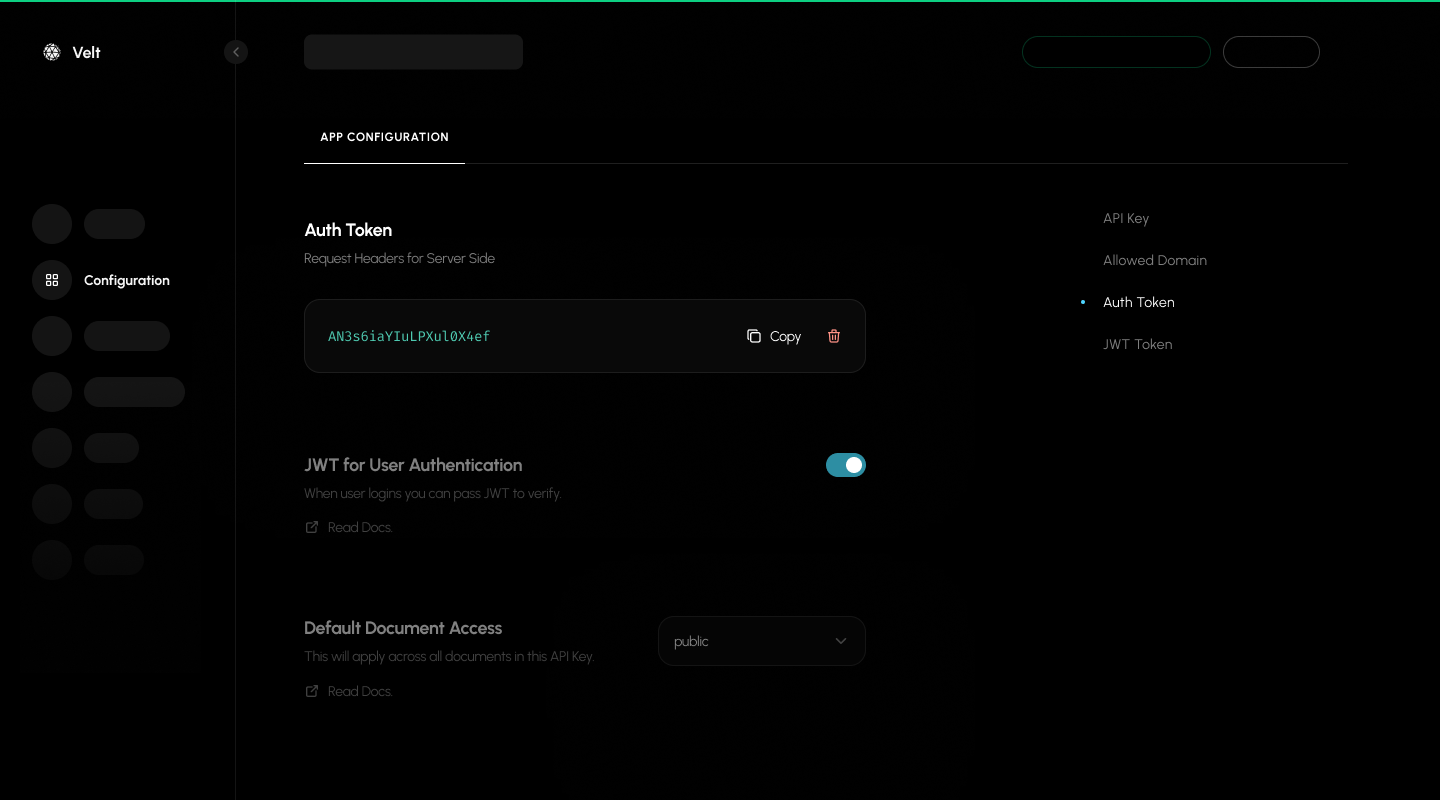 Velt
APP CONFIGURATION
Configuration
Auth Token
Request Headers for Server Side
AN3s6iaYIuLPXul0X4ef
Copy
JWT for User Authentication
When user logins you can pass JWT to verify.
Read Docs.
Default Document Access
This will apply across all documents in this API Key.
Read Docs.
public
API Key
Allowed Domain
Auth Token
JWT Token